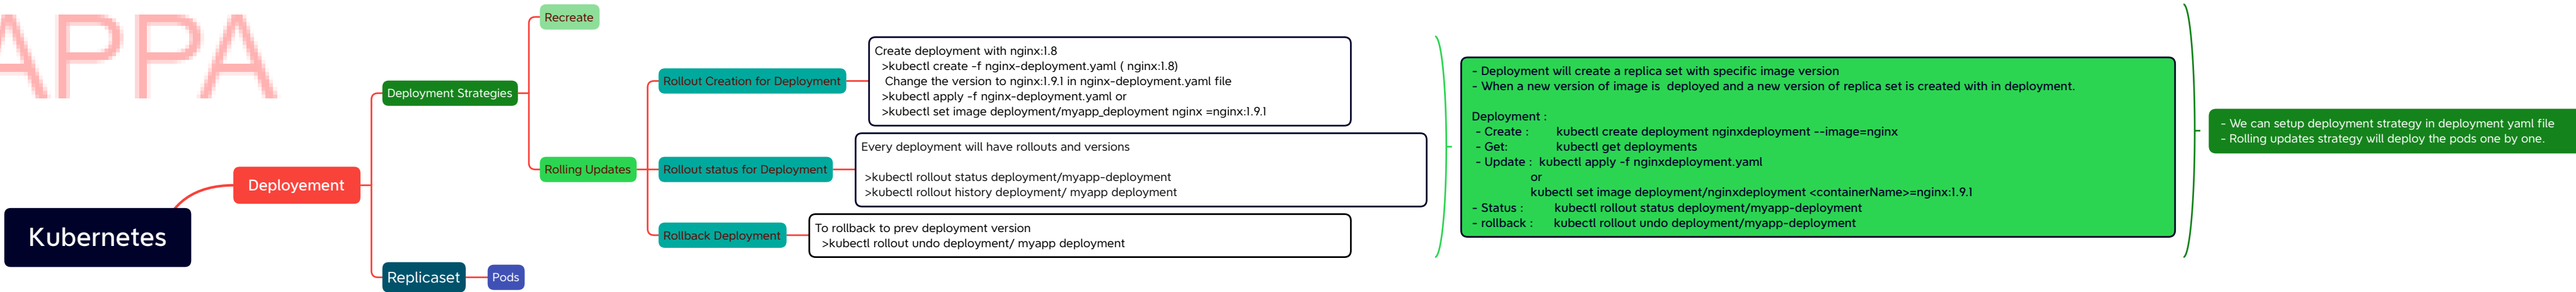 APPA
Recreate
Create deployment with nginx:1.8
>kubectl create -f nginx-deployment.yaml ( nginx:1.8)
Change the version to nginx:1.9.1 in nginx-deployment.yaml file
>kubectl apply -f nginx-deployment.yaml or
>kubectl set image deployment/myapp_deployment nginx =nginx:1.9.1
Rollout Creation for Deployment
Deployment Strategies
Every deployment will have rollouts and versions
>kubectl rollout status deployment/myapp-deployment
>kubectl rollout history deployment/ myapp deployment
Rolling Updates
Rollout status for Deployment
Deployement
Rollback Deployment
To rollback to prev deployment version
>kubectl rollout undo deployment/ myapp deployment
Kubernetes
Replicaset
Pods
- Deployment will create a replica set with specific image version
- When a new version of image is deployed and a new version of replica set is created with in deployment.
Deployment :
- Create : kubectl create deployment nginxdeployment --image=nginx
- Get: kubectl get deployments
- Update : kubectl apply -f nginxdeployment.yaml
or
kubectl set image deployment/nginxdeployment <containerName>=nginx:1.9.1
- Status : kubectl rollout status deployment/myapp-deployment
- rollback : kubectl rollout undo deployment/myapp-deployment
- We can setup deployment strategy in deployment yaml file
- Rolling updates strategy will deploy the pods one by one.